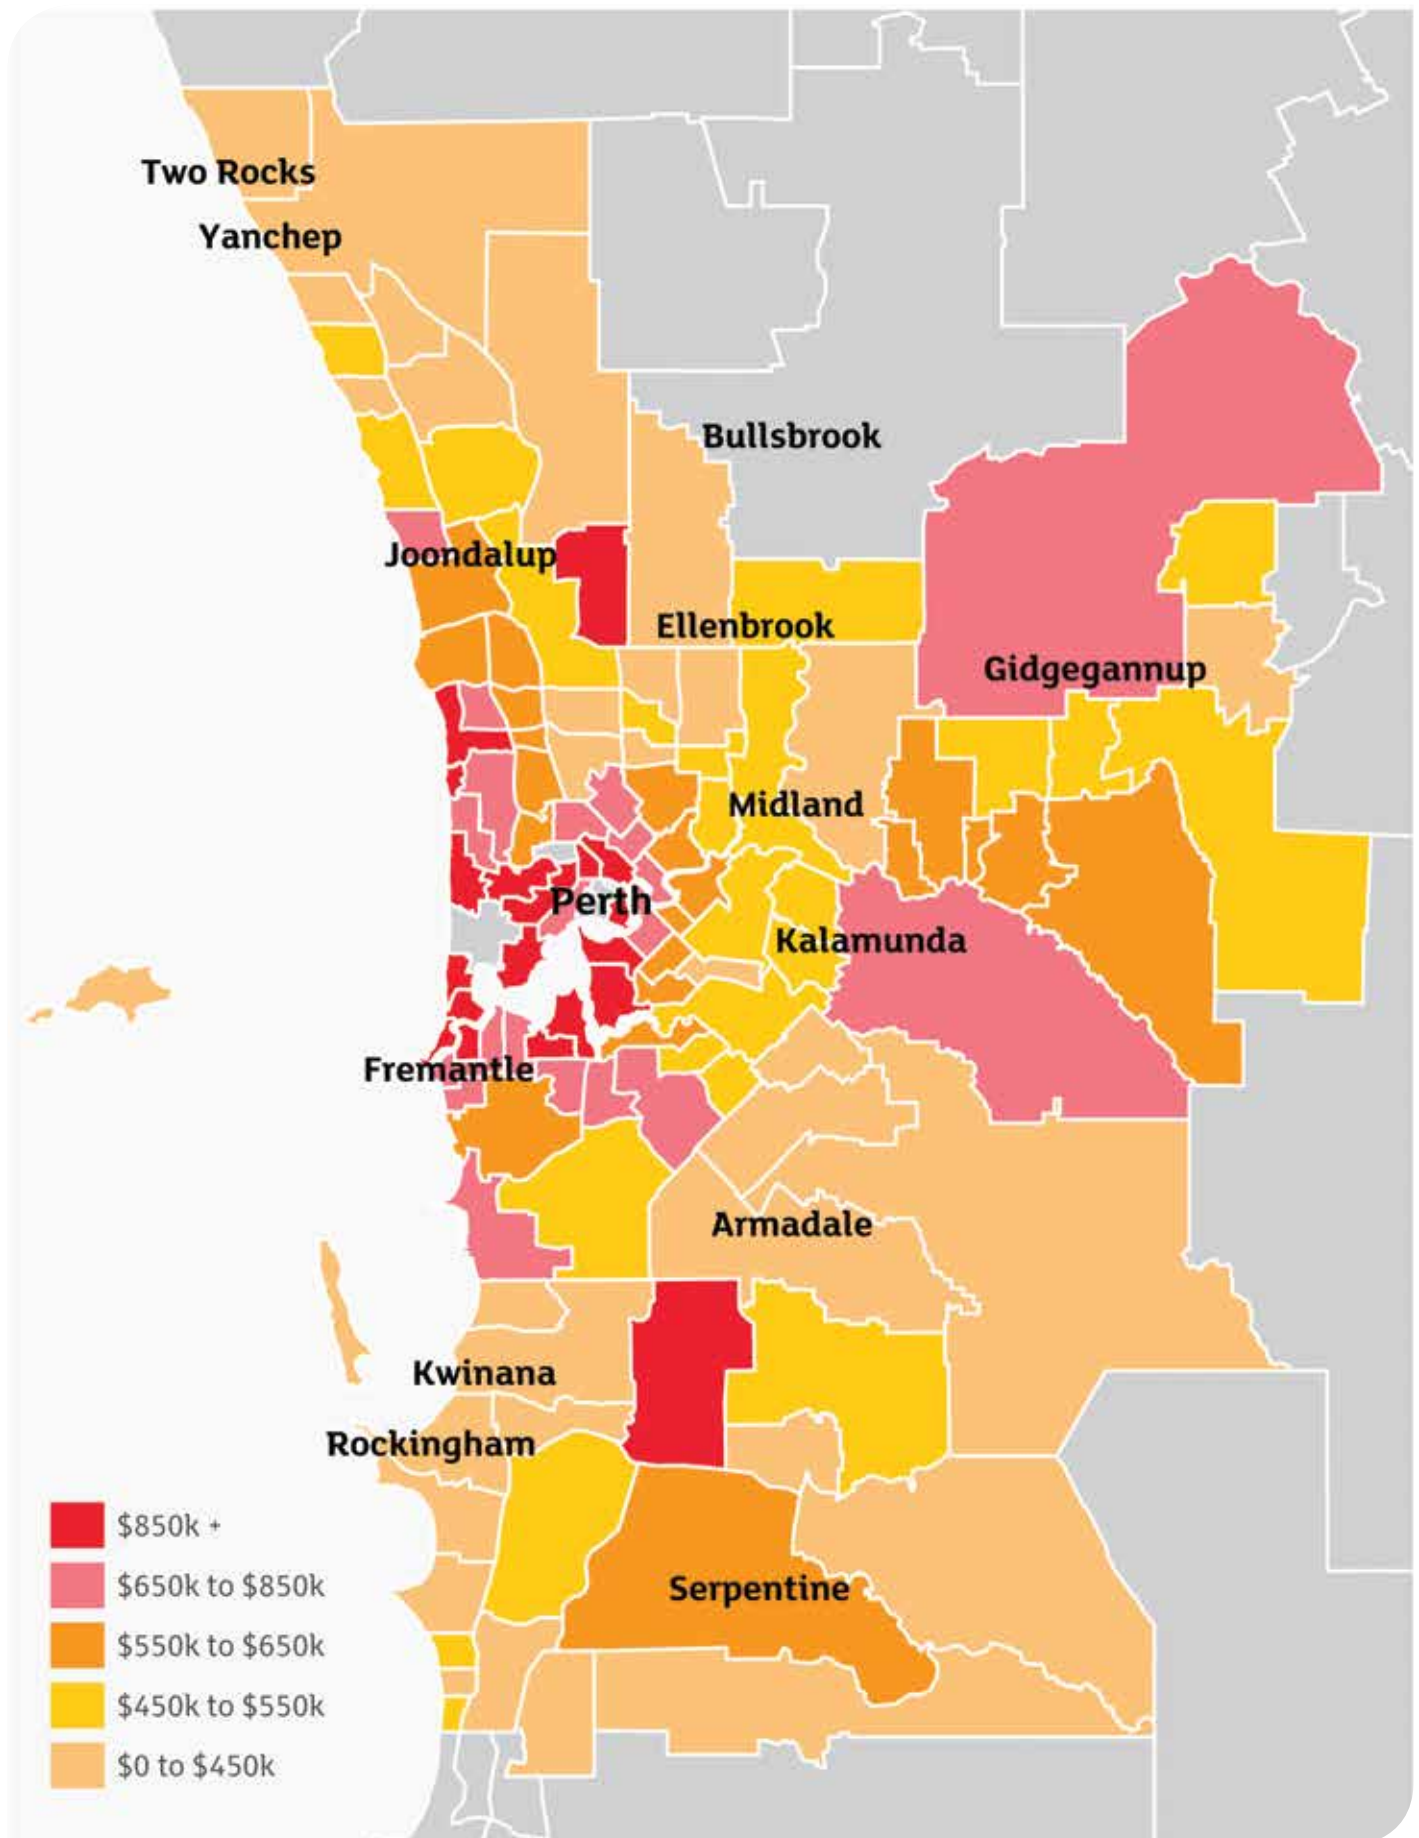 Two Rocks
Yanchep
Bullsbrook
Joondalup
Ellenbrook
Gidgegannup
Midland
Perth
Kalamunda
Fremantle
Armadale
Kwinana
Rockingham
Serpentine
$850k +
$650k to $850k
$550k to $650k
$450k to $550k
$0 to $450k